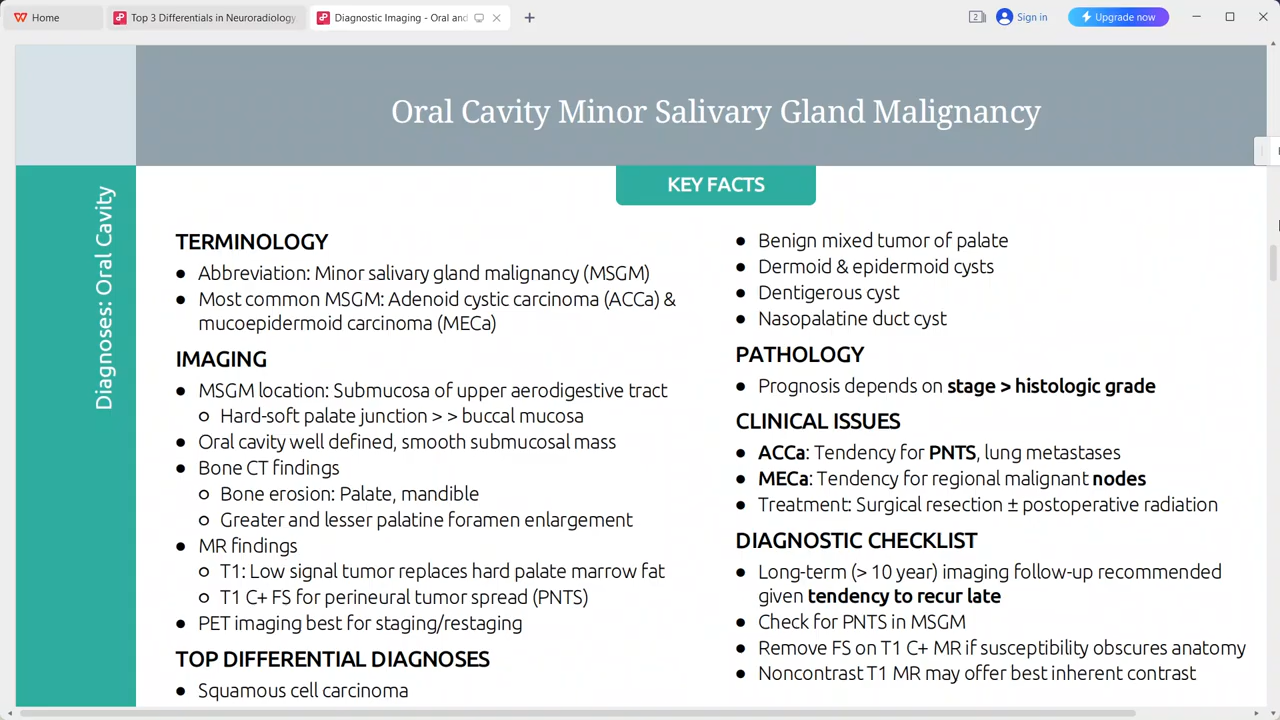 Home
Top 3 Differentials in Neuroradiology.
Diagnostic Imaging - Oral and
2
Sign in
Upgrade now
Oral Cavity Minor Salivary Gland Malignancy
Diagnoses: Oral Cavity
KEY FACTS
TERMINOLOGY
● Abbreviation: Minor salivary gland malignancy (MSGM)
● Most common MSGM: Adenoid cystic carcinoma (ACCa) &
mucoepidermoid carcinoma (MECa)
IMAGING
● MSGM location: Submucosa of upper aerodigestive tract
○ Hard-soft palate junction > > buccal mucosa
● Oral cavity well defined, smooth submucosal mass
● Bone CT findings
○ Bone erosion: Palate, mandible
○ Greater and lesser palatine foramen enlargement
● MR findings
○ T1: Low signal tumor replaces hard palate marrow fat
○ T1 C+ FS for perineural tumor spread (PNTS)
● PET imaging best for staging/restaging
TOP DIFFERENTIAL DIAGNOSES
● Squamous cell carcinoma
● Benign mixed tumor of palate
● Dermoid & epidermoid cysts
● Dentigerous cyst
● Nasopalatine duct cyst
PATHOLOGY
● Prognosis depends on stage > histologic grade
CLINICAL ISSUES
● ACCa: Tendency for PNTS, lung metastases
● MECa: Tendency for regional malignant nodes
● Treatment: Surgical resection ± postoperative radiation
DIAGNOSTIC CHECKLIST
● Long-term (> 10 year) imaging follow-up recommended
given tendency to recur late
● Check for PNTS in MSGM
● Remove FS on T1 C+ MR if susceptibility obscures anatomy
● Noncontrast T1 MR may offer best inherent contrast